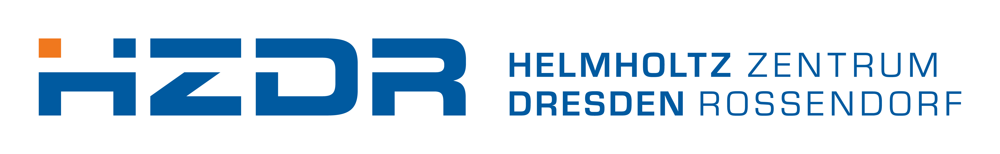 HZDR
HELMHOLTZ ZENTRUM
DRESDEN ROSSENDORF